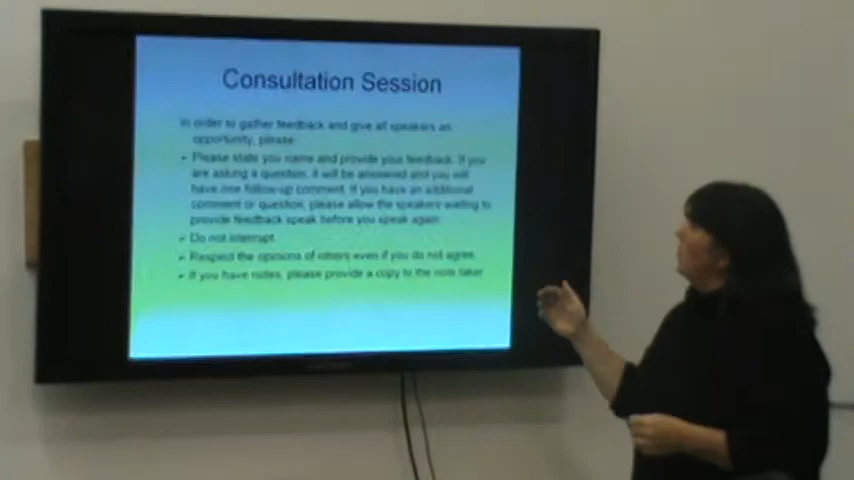 Consultation Session
In order to gather feedback and give all speakers an
opportunity, please:
Please state you name and provide your feedback. If you
are asking a question, it will be answered and you will
have one follow-up comment. If you have an additional
comment or question, please allow the speakers waiting to
provide feedback speak before you speak again.
Do not interrupt.
Respect the opinions of others even if you do not agree.
If you have notes, please provide a copy to the note taker